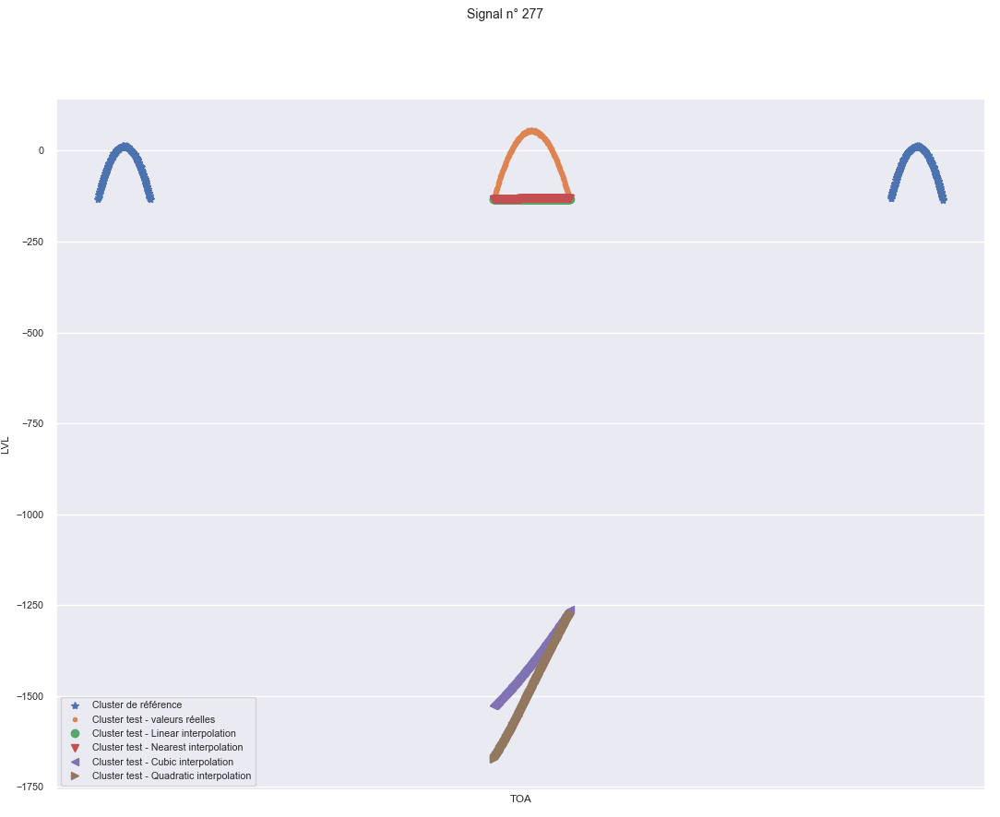 Signal n° 277
0
−250
−500
−750
−1000
−1250
−1500
−1750
LVL
TOA
Cluster de référence
Cluster test - valeurs réelles
Cluster test - Linear interpolation
Cluster test - Nearest interpolation
Cluster test - Cubic interpolation
Cluster test - Quadratic interpolation